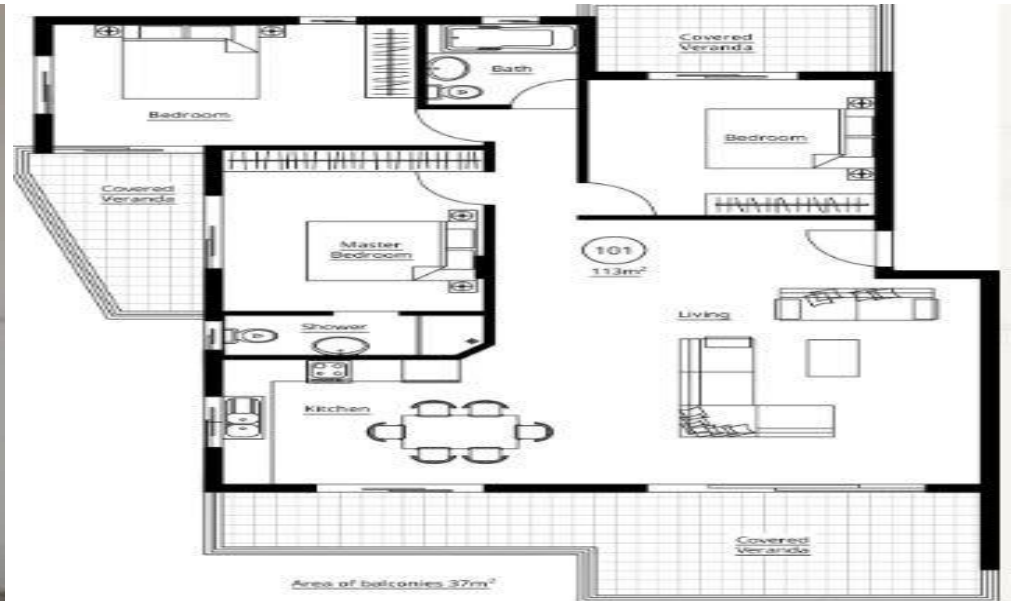 Covered
Veranda
Bath
Bedroom
Bedroom
Covered
Veranda
Master
Bedroom
101
113m²
Shower
Living
Kitchen
Covered
Veranda
Area of balconies 37m²